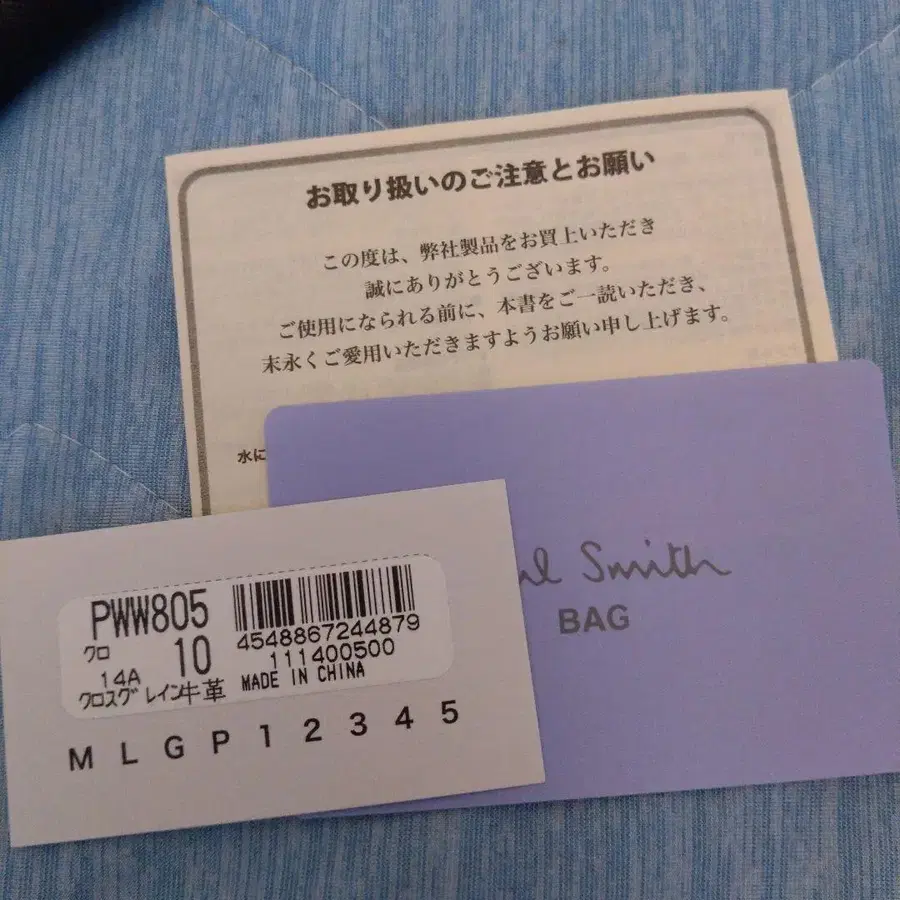 お取り扱いのご注意とお願い
この度は、弊社製品をお買上いただき
誠にありがとうございます。
ご使用になられる前に、本書をご一読いただき、
末永くご愛用いただきますようお願い申し上げます。
水に
Smith
BAG
PWW805
クロ 10
14A
クロスグレイン牛革
4548867244879
111400500
MADE IN CHINA
M L G P 1 2 3 4 5